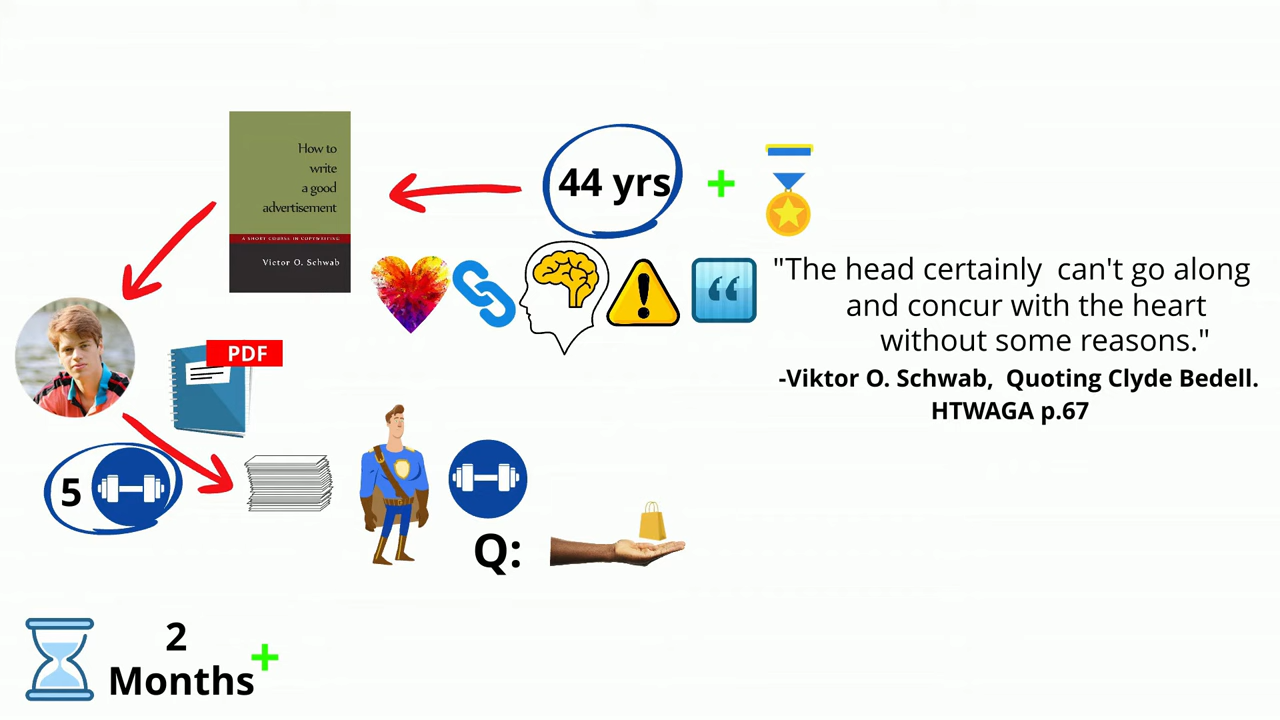 How to
write
a good
advertisement
A SHORT COURSE IN COPYWRITING
Victor O. Schwab
44 yrs
"The head certainly can't go along
and concur with the heart
without some reasons."
-Viktor O. Schwab, Quoting Clyde Bedell.
HTWAGA p.67
PDF
5
Q:
2
Months